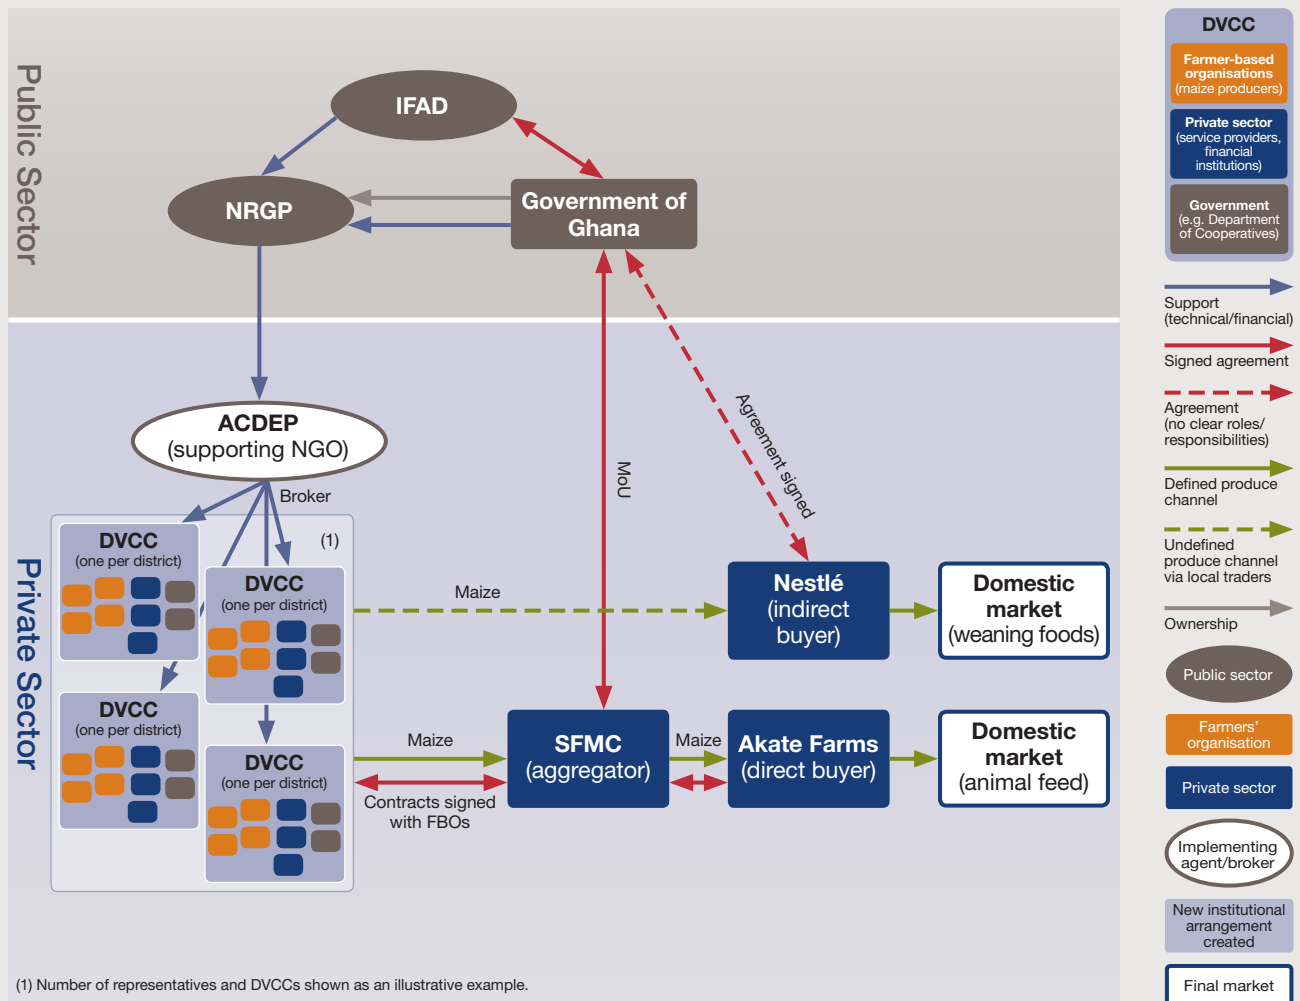 Public Sector
IFAD
NRGP
Government of
Ghana
ACDEP
(supporting NGO)
Broker
MoU
Agreement signed
Private Sector
(1)
DVCC
(one per district)
DVCC
(one per district)
DVCC
(one per district)
DVCC
(one per district)
Maize
Nestlé
(indirect
buyer)
Domestic
market
(weaning foods)
Maize
Contracts signed
with FBOs
SFMC
(aggregator)
Maize
Akate Farms
(direct buyer)
Domestic
market
(animal feed)
(1) Number of representatives and DVCCs shown as an illustrative example.
DVCC
Farmer-based
organisations
(maize producers)
Private sector
(service providers,
financial
institutions)
Government
(e.g. Department
of Cooperatives)
Support
(technical/financial)
Signed agreement
Agreement
(no clear roles/
responsibilities)
Defined produce
channel
Undefined
produce channel
via local traders
Ownership
Public sector
Farmers'
organisation
Private sector
Implementing
agent/broker
New institutional
arrangement
created
Final market